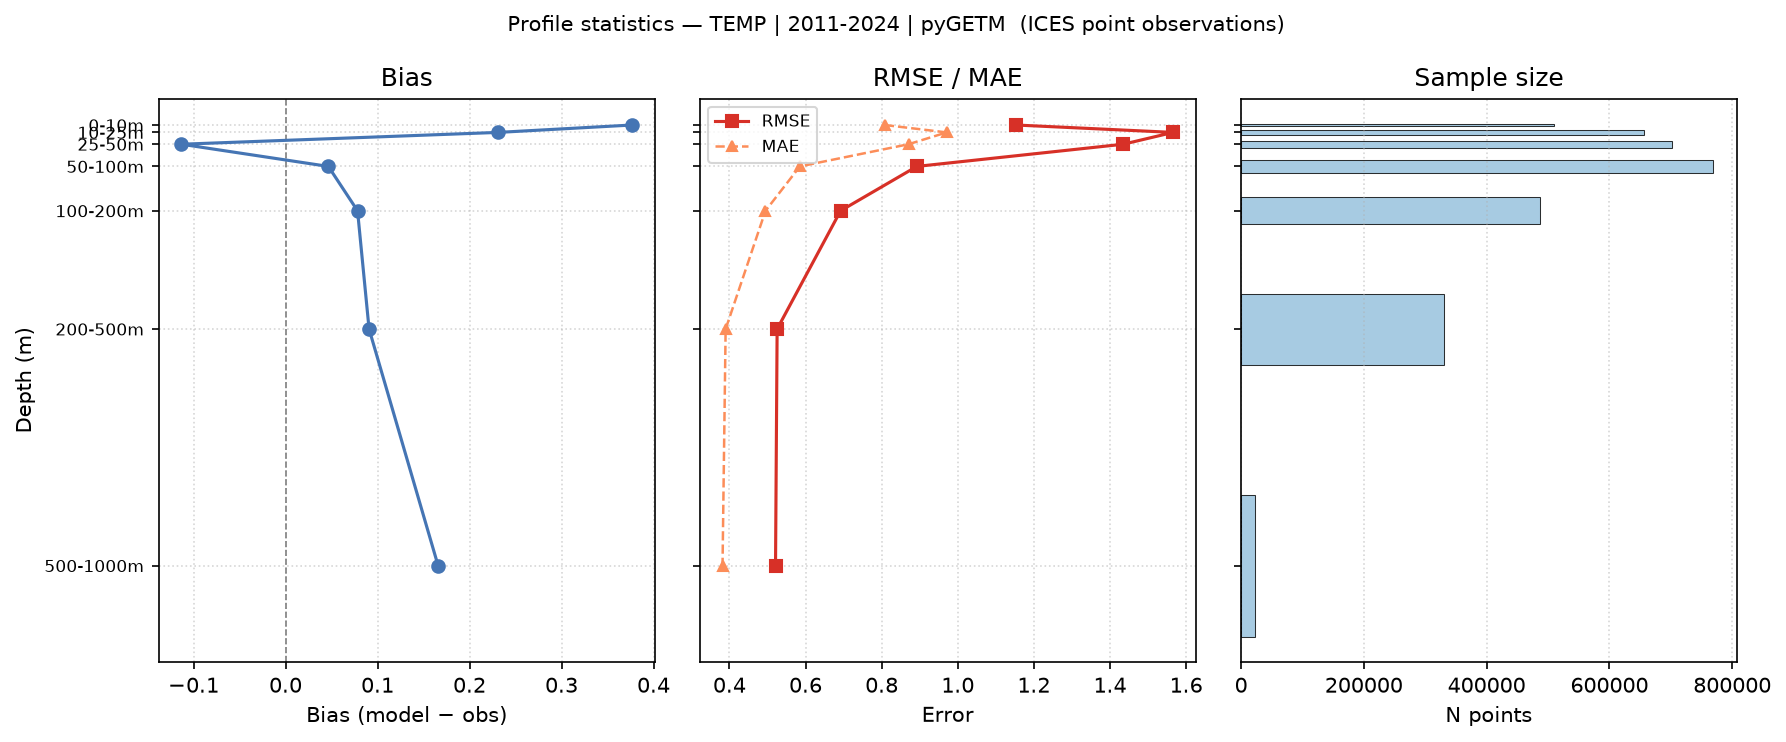 Profile statistics — TEMP | 2011-2024 | pyGETM  (ICES point observations)
Bias
RMSE / MAE
Sample size
Depth (m)
0-10m
10-25m
25-50m
50-100m
100-200m
200-500m
500-1000m
RMSE
MAE
−0.1 0.0 0.1 0.2 0.3 0.4
Bias (model − obs)
0.4 0.6 0.8 1.0 1.2 1.4 1.6
Error
0 200000 400000 600000 800000
N points